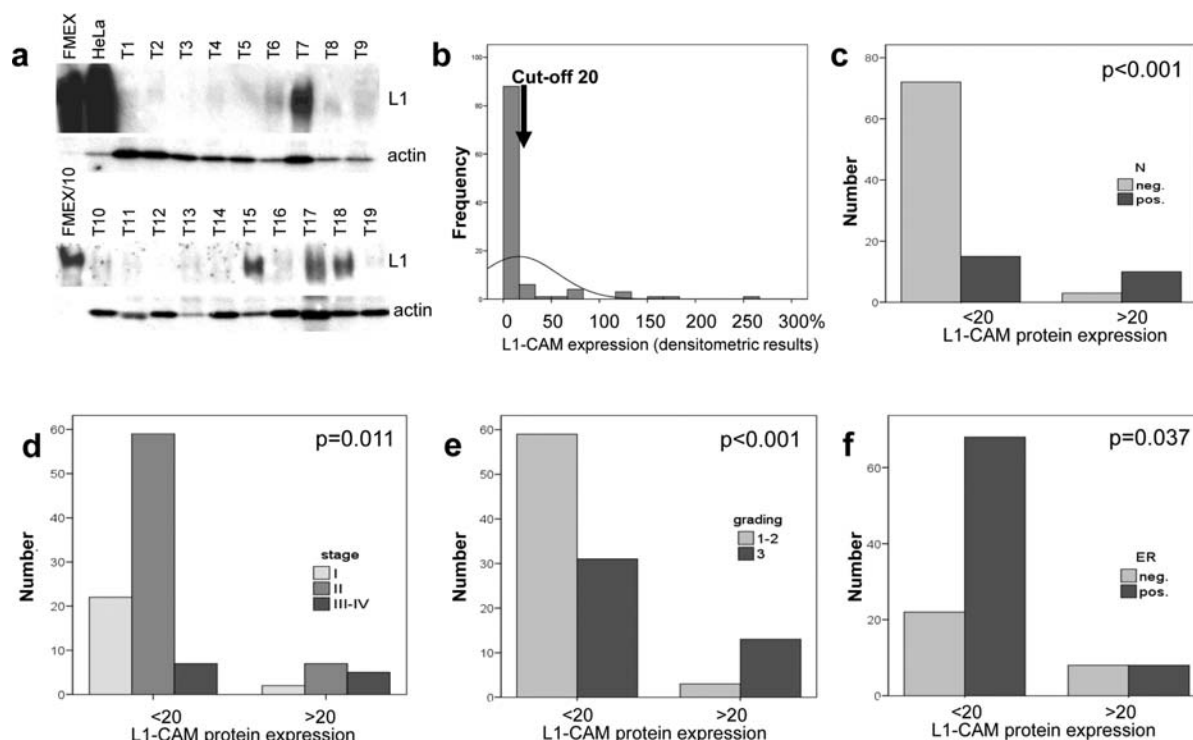 a
FMEX HeLa T1 T2 T3 T4 T5 T6 T7 T8 T9
L1
actin
FMEX/10 T10 T11 T12 T13 T14 T15 T16 T17 T18 T19
L1
actin
b
Cut-off 20
Frequency
100
80
60
40
20
0
0 50 100 150 200 250 300%
L1-CAM expression (densitometric results)
c
p<0.001
Number
80
60
40
20
0
N
neg.
pos.
<20 >20
L1-CAM protein expression
d
p=0.011
Number
60
50
40
30
20
10
0
stage
I
II
III-IV
<20 >20
L1-CAM protein expression
e
p<0.001
Number
60
50
40
30
20
10
0
grading
1-2
3
<20 >20
L1-CAM protein expression
f
p=0.037
Number
60
40
20
0
ER
neg.
pos.
<20 >20
L1-CAM protein expression